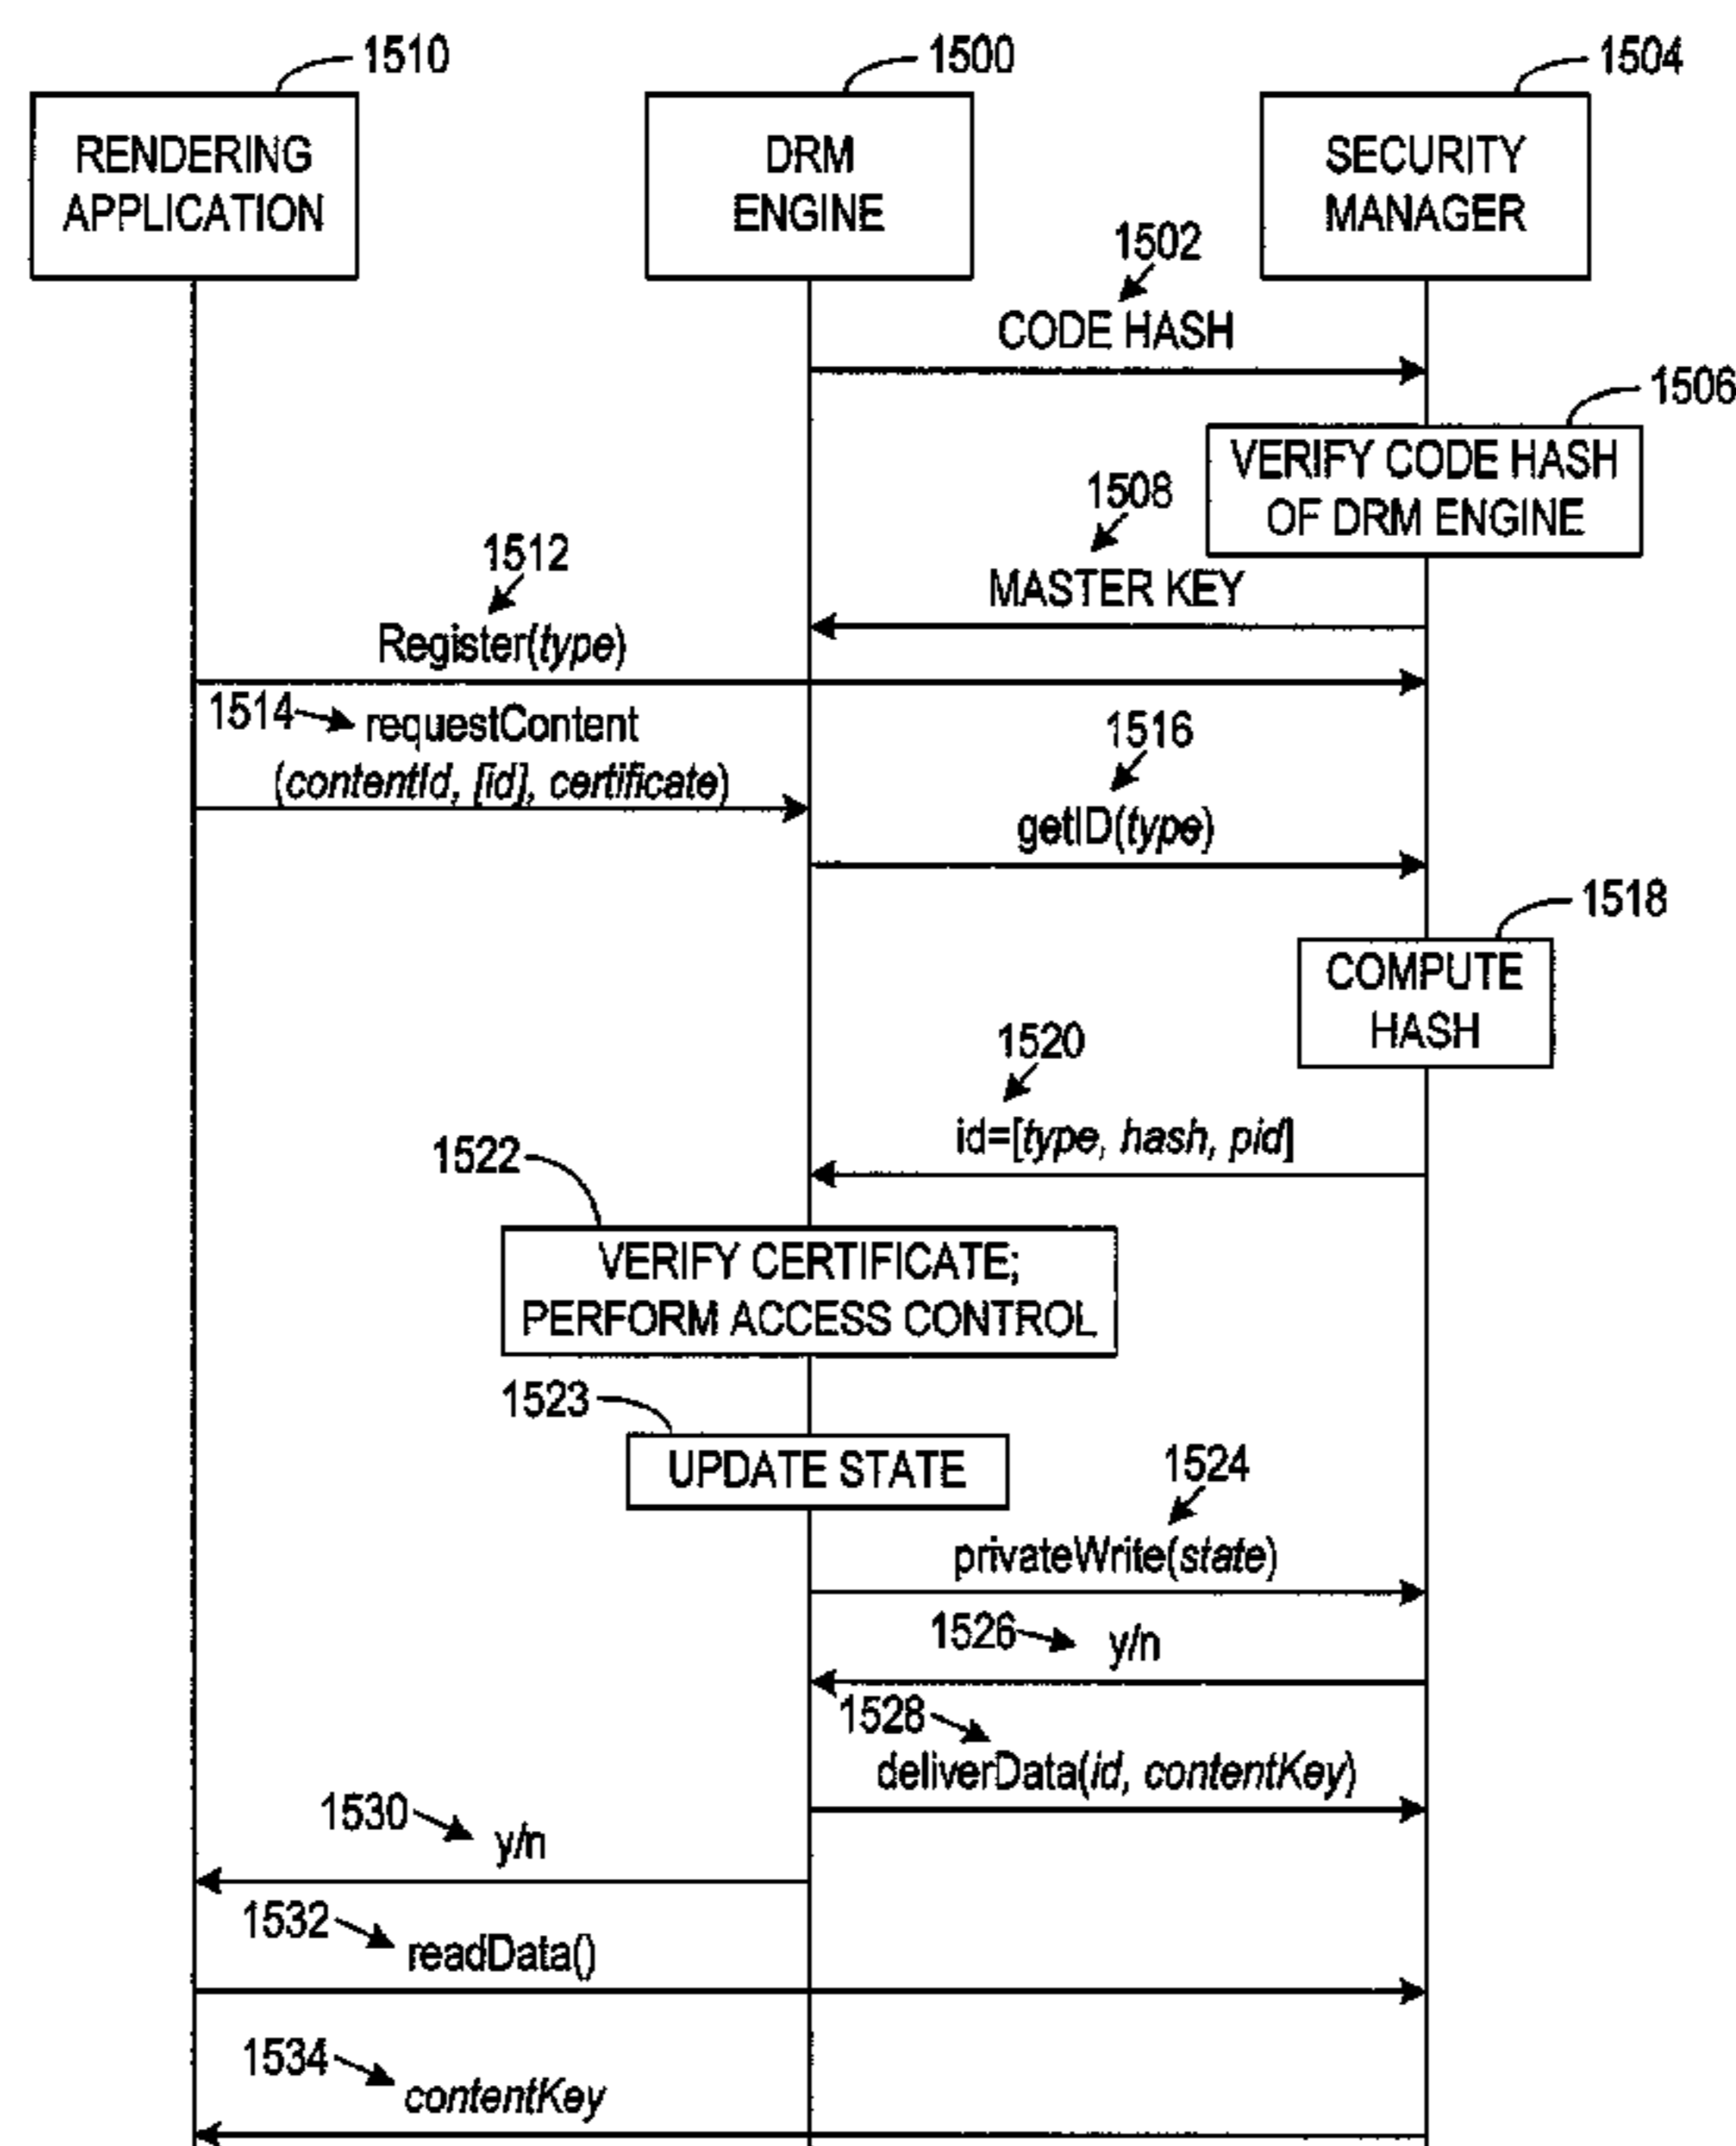 1510
1500
1504
RENDERING
APPLICATION
DRM
ENGINE
SECURITY
MANAGER
1502
CODE HASH
1506
VERIFY CODE HASH
OF DRM ENGINE
1508
MASTER KEY
1512
Register(type)
1514
requestContent
(contentId, [id], certificate)
1516
getID(type)
1518
COMPUTE
HASH
1520
id=[type, hash, pid]
1522
VERIFY CERTIFICATE;
PERFORM ACCESS CONTROL
1523
UPDATE STATE
1524
privateWrite(state)
1526
y/n
1528
deliverData(id, contentKey)
1530
y/n
1532
readData()
1534
contentKey